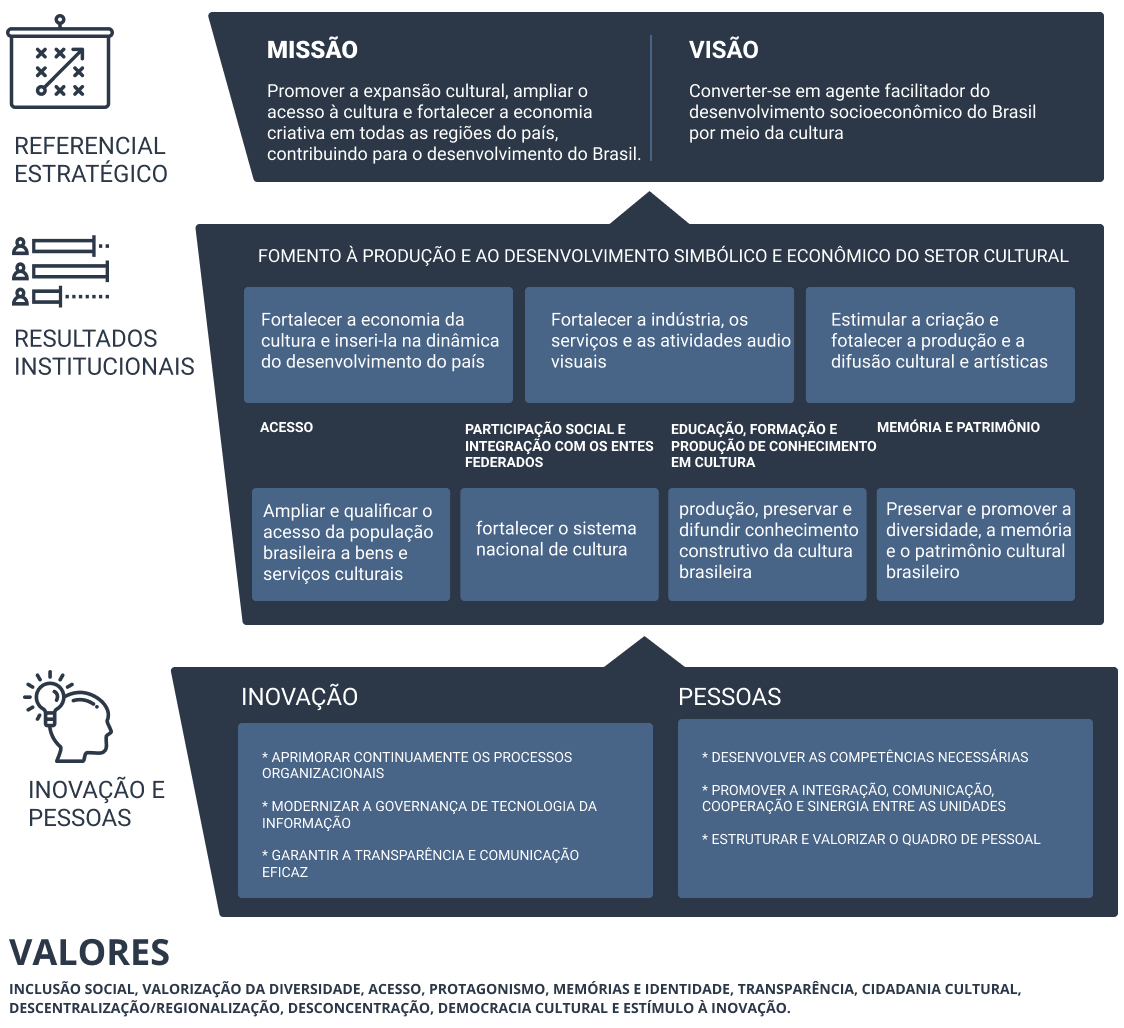 REFERENCIAL
ESTRATÉGICO
MISSÃO
Promover a expansão cultural, ampliar o
acesso à cultura e fortalecer a economia
criativa em todas as regiões do país,
contribuindo para o desenvolvimento do Brasil.
VISÃO
Converter-se em agente facilitador do
desenvolvimento socioeconômico do Brasil
por meio da cultura
RESULTADOS
INSTITUCIONAIS
FOMENTO À PRODUÇÃO E AO DESENVOLVIMENTO SIMBÓLICO E ECONÔMICO DO SETOR CULTURAL
Fortalecer a economia da
cultura e inseri-la na dinâmica
do desenvolvimento do país
Fortalecer a indústria, os
serviços e as atividades audio
visuais
Estimular a criação e
fotalecer a produção e a
difusão cultural e artísticas
ACESSO
Ampliar e qualificar o
acesso da população
brasileira a bens e
serviços culturais
PARTICIPAÇÃO SOCIAL E
INTEGRAÇÃO COM OS ENTES
FEDERADOS
fortalecer o sistema
nacional de cultura
EDUCAÇÃO, FORMAÇÃO E
PRODUÇÃO DE CONHECIMENTO
EM CULTURA
produção, preservar e
difundir conhecimento
construtivo da cultura
brasileira
MEMÓRIA E PATRIMÔNIO
Preservar e promover a
diversidade, a memória
e o patrimônio cultural
brasileiro
INOVAÇÃO E
PESSOAS
INOVAÇÃO
* APRIMORAR CONTINUAMENTE OS PROCESSOS
ORGANIZACIONAIS
* MODERNIZAR A GOVERNANÇA DE TECNOLOGIA DA
INFORMAÇÃO
* GARANTIR A TRANSPARÊNCIA E COMUNICAÇÃO
EFICAZ
PESSOAS
* DESENVOLVER AS COMPETÊNCIAS NECESSÁRIAS
* PROMOVER A INTEGRAÇÃO, COMUNICAÇÃO,
COOPERAÇÃO E SINERGIA ENTRE AS UNIDADES
* ESTRUTURAR E VALORIZAR O QUADRO DE PESSOAL
VALORES
INCLUSÃO SOCIAL, VALORIZAÇÃO DA DIVERSIDADE, ACESSO, PROTAGONISMO, MEMÓRIAS E IDENTIDADE, TRANSPARÊNCIA, CIDADANIA CULTURAL,
DESCENTRALIZAÇÃO/REGIONALIZAÇÃO, DESCONCENTRAÇÃO, DEMOCRACIA CULTURAL E ESTÍMULO À INOVAÇÃO.